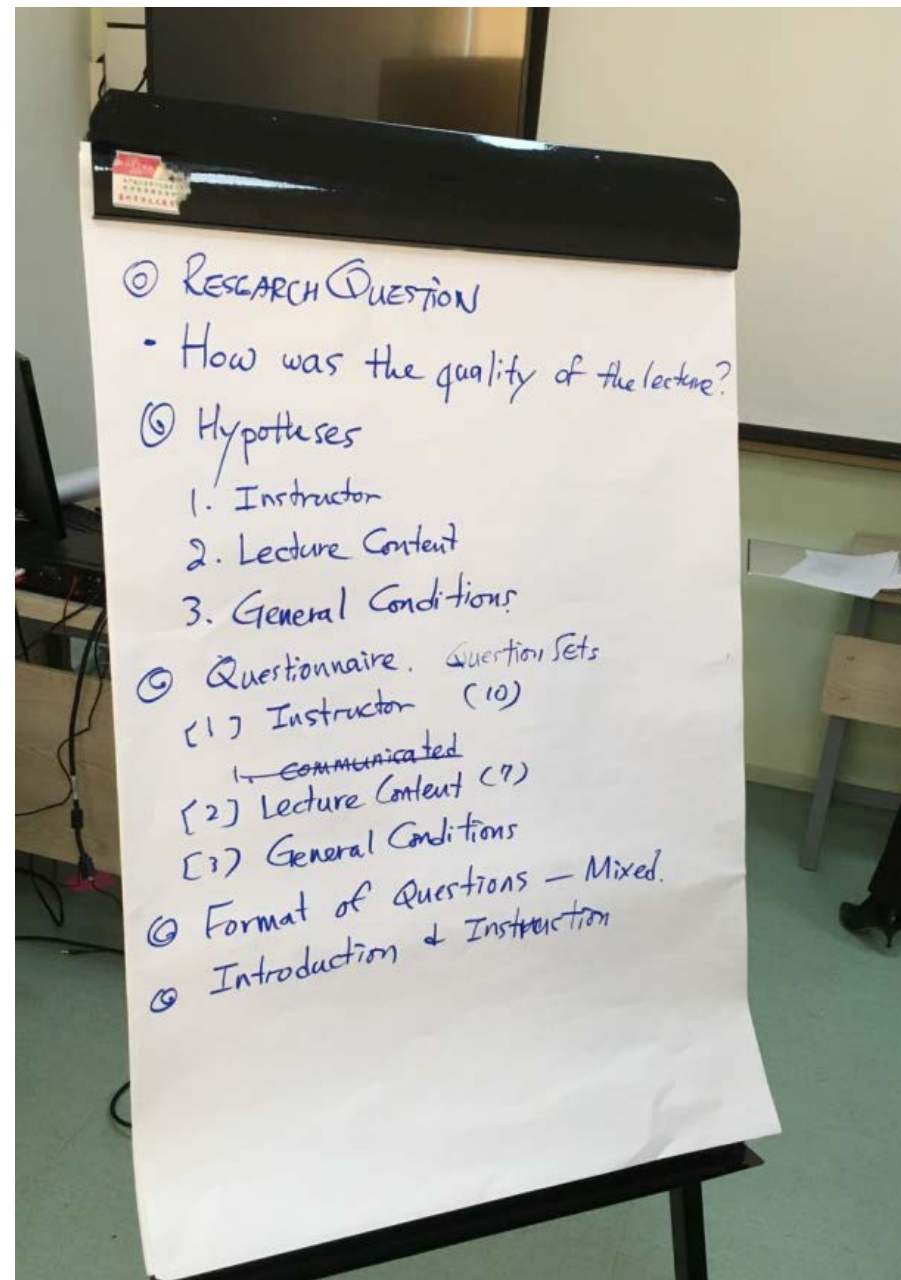 ◎ RESEARCH QUESTION
• How was the quality of the lecture?
◎ Hypotheses
1. Instructor
2. Lecture Content
3. General Conditions
◎ Questionnaire. Question Sets
[1] Instructor (10)
1. communicated
[2] Lecture Content (7)
[3] General Conditions
◎ Format of Questions — Mixed.
◎ Introduction & Instruction